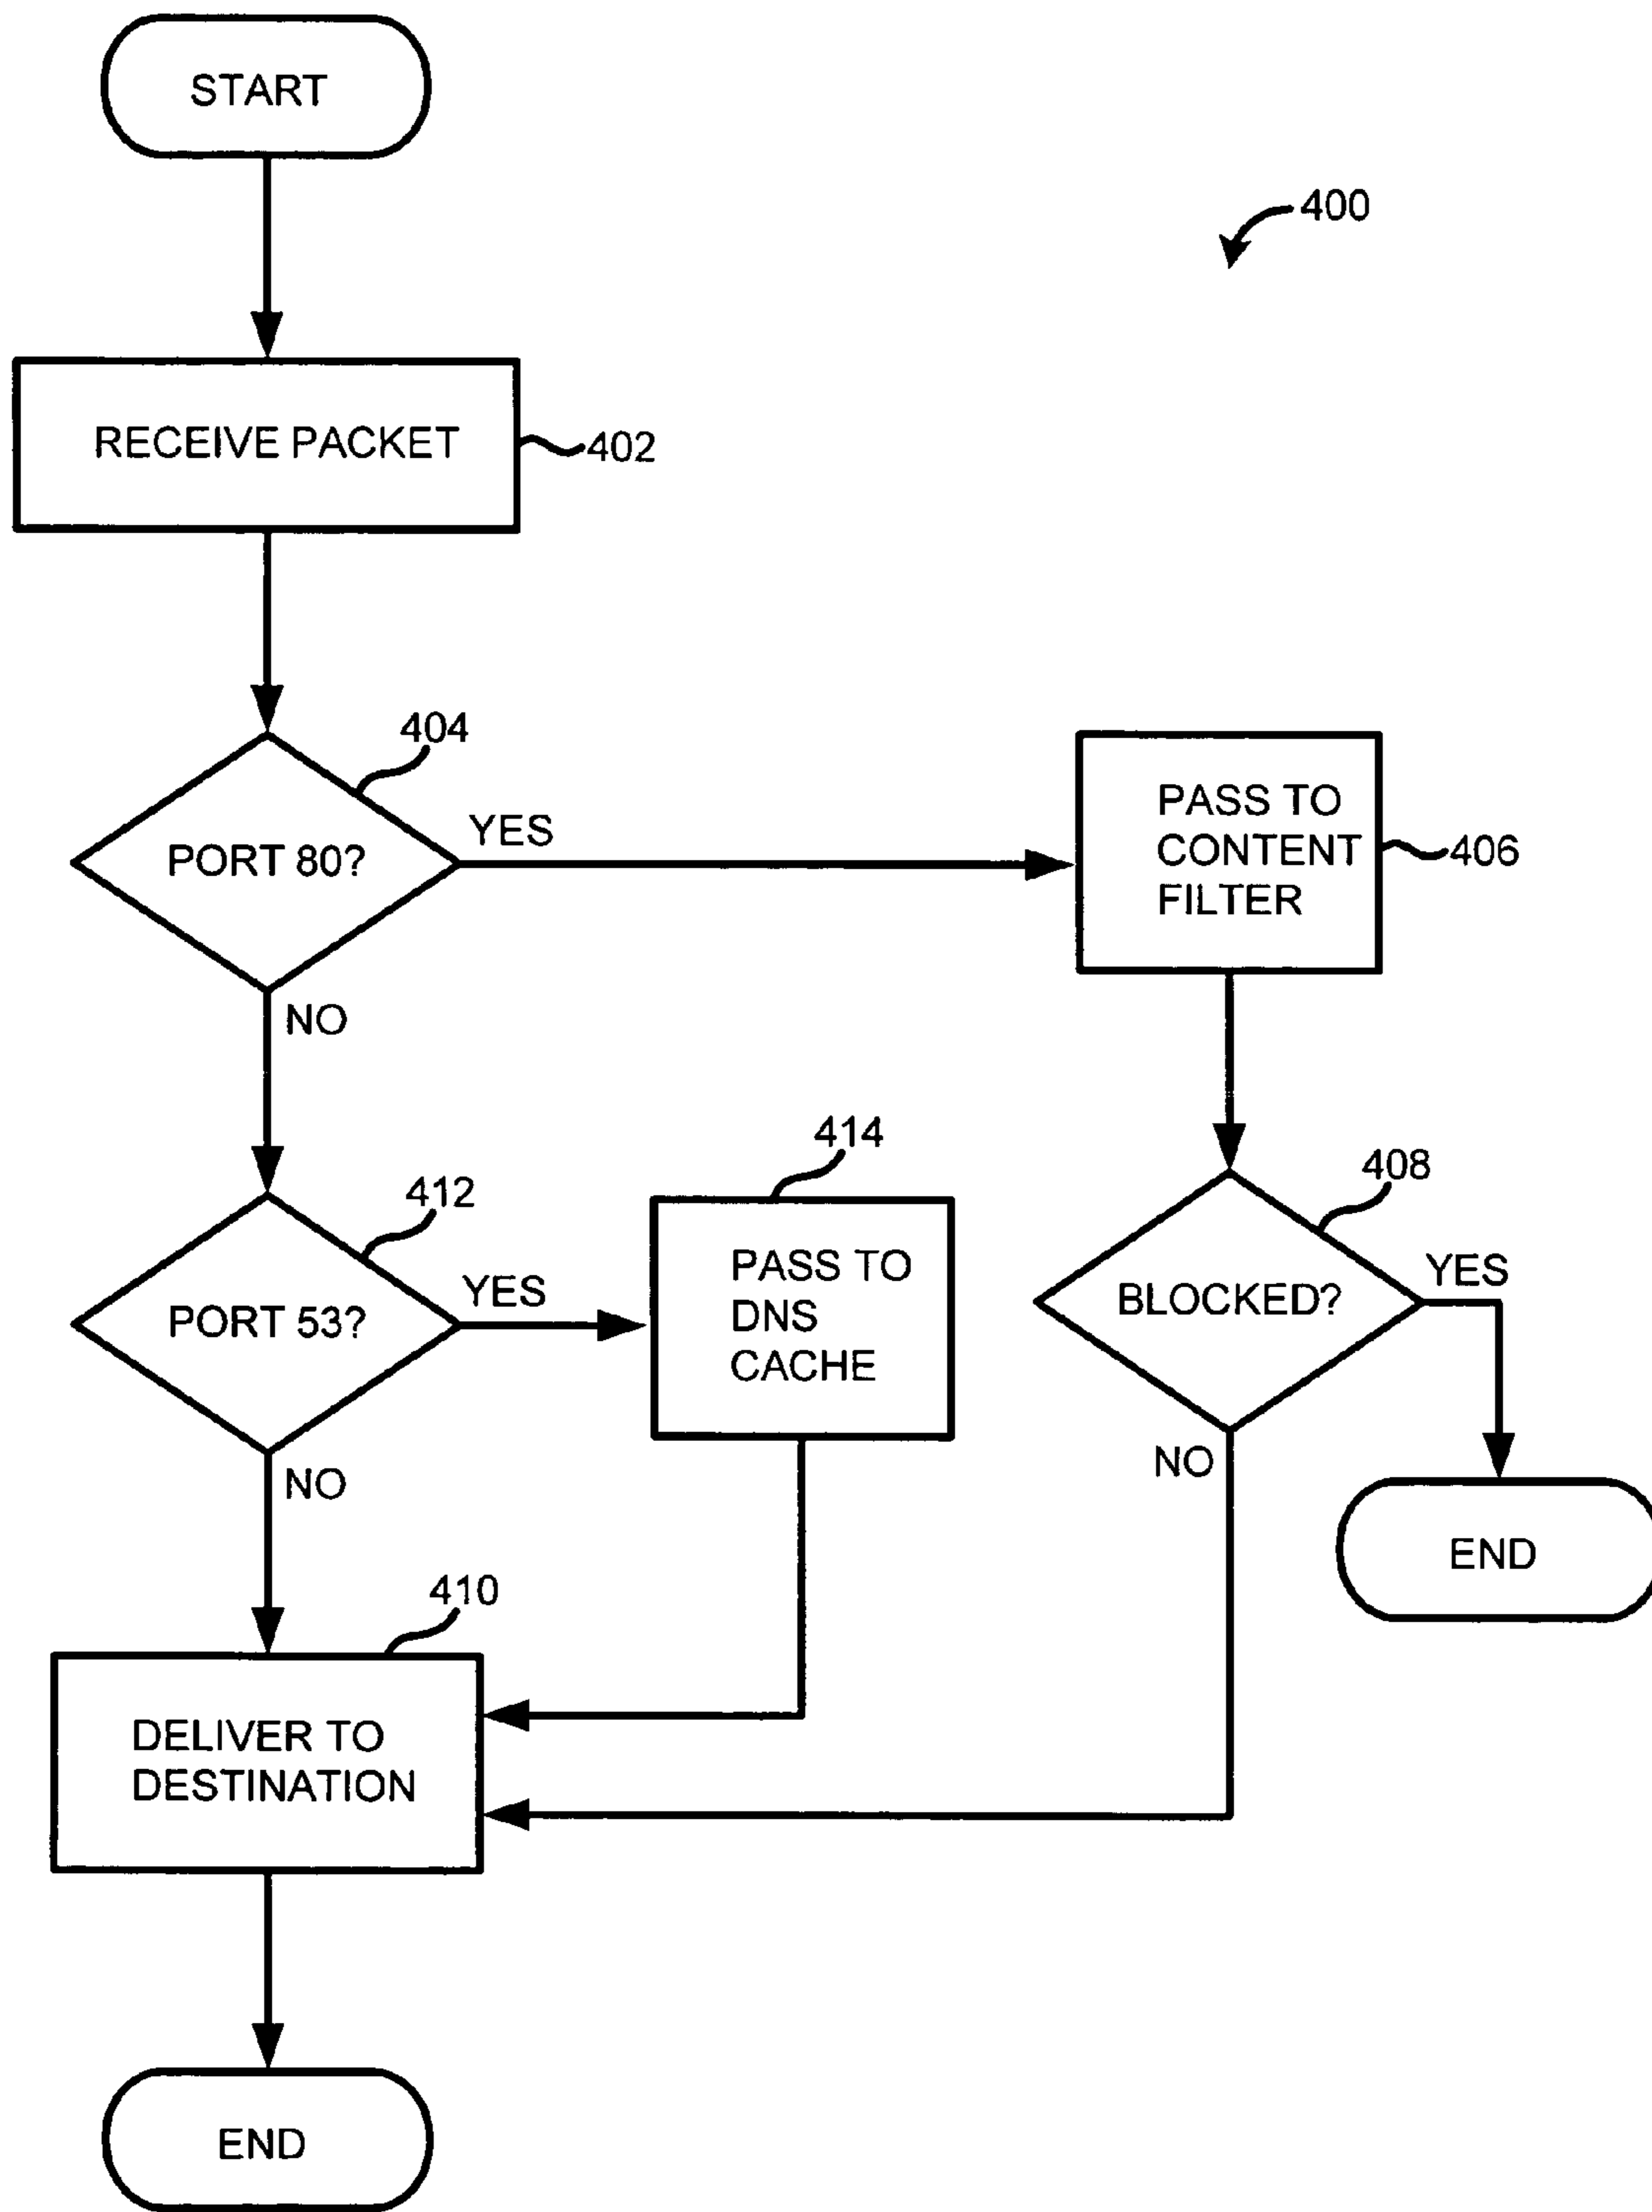 START
400
RECEIVE PACKET
402
404
PORT 80?
YES
NO
PASS TO
CONTENT
FILTER
406
412
PORT 53?
YES
NO
414
PASS TO
DNS
CACHE
408
BLOCKED?
YES
NO
END
410
DELIVER TO
DESTINATION
END